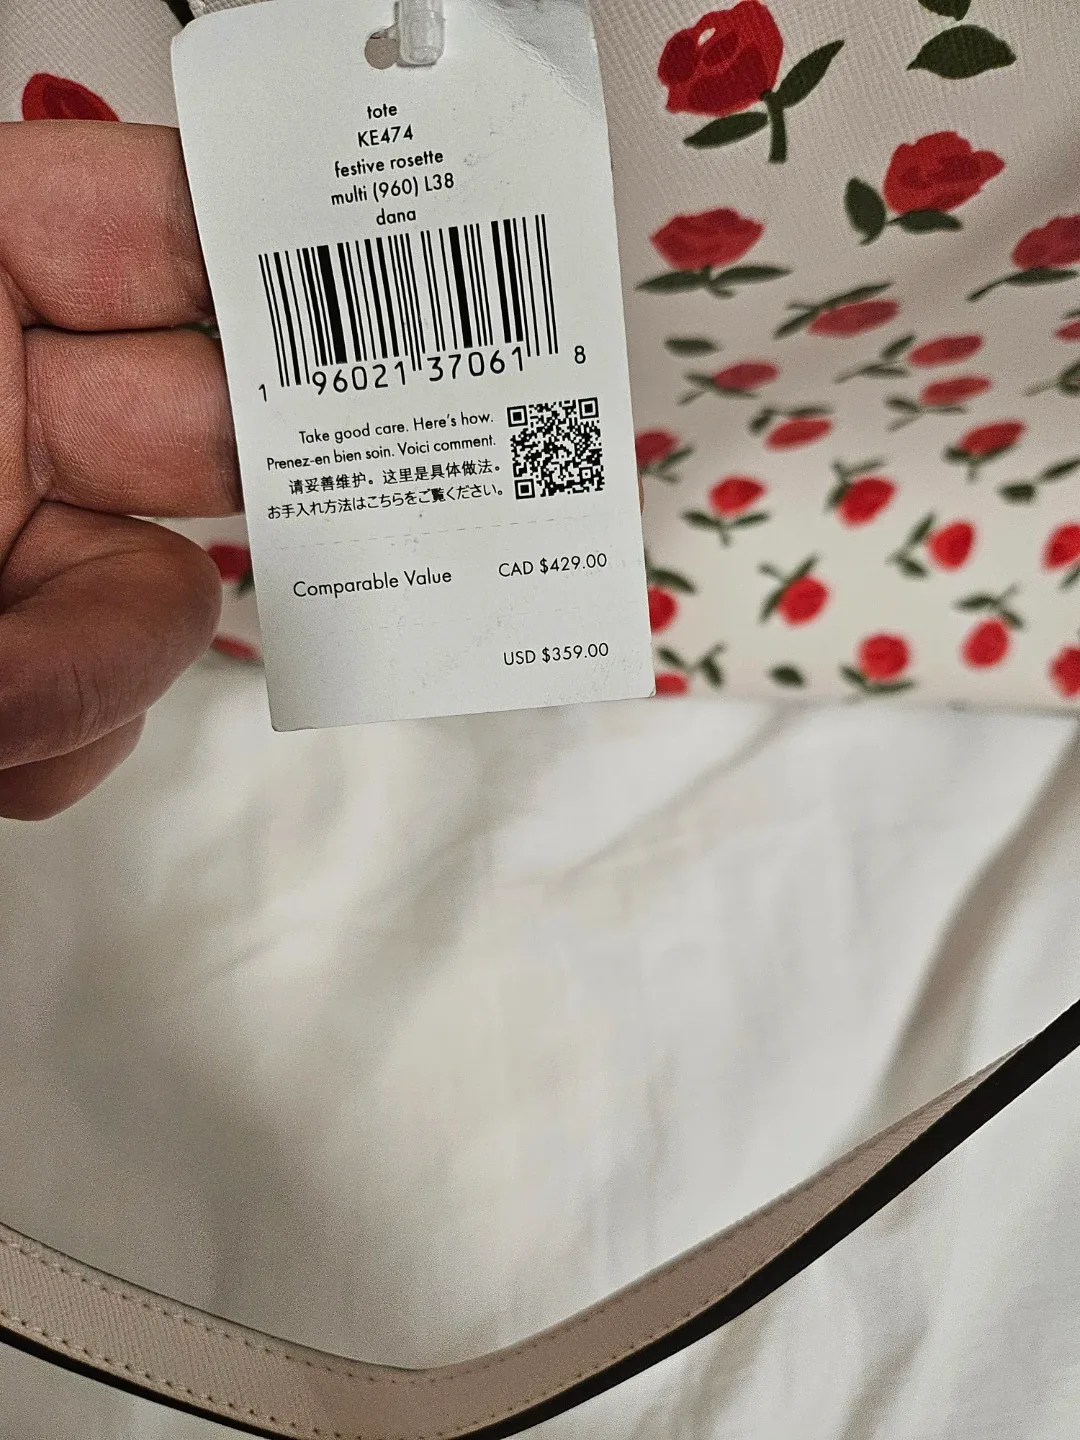 tote
KE474
festive rosette
multi (960) L38
dana
1 96021 37061 8
Take good care. Here's how.
Prenez-en bien soin. Voici comment.
请妥善维护。这里是具体做法。
お手入れ方法はこちらをご覧ください。
Comparable Value CAD $429.00
USD $359.00